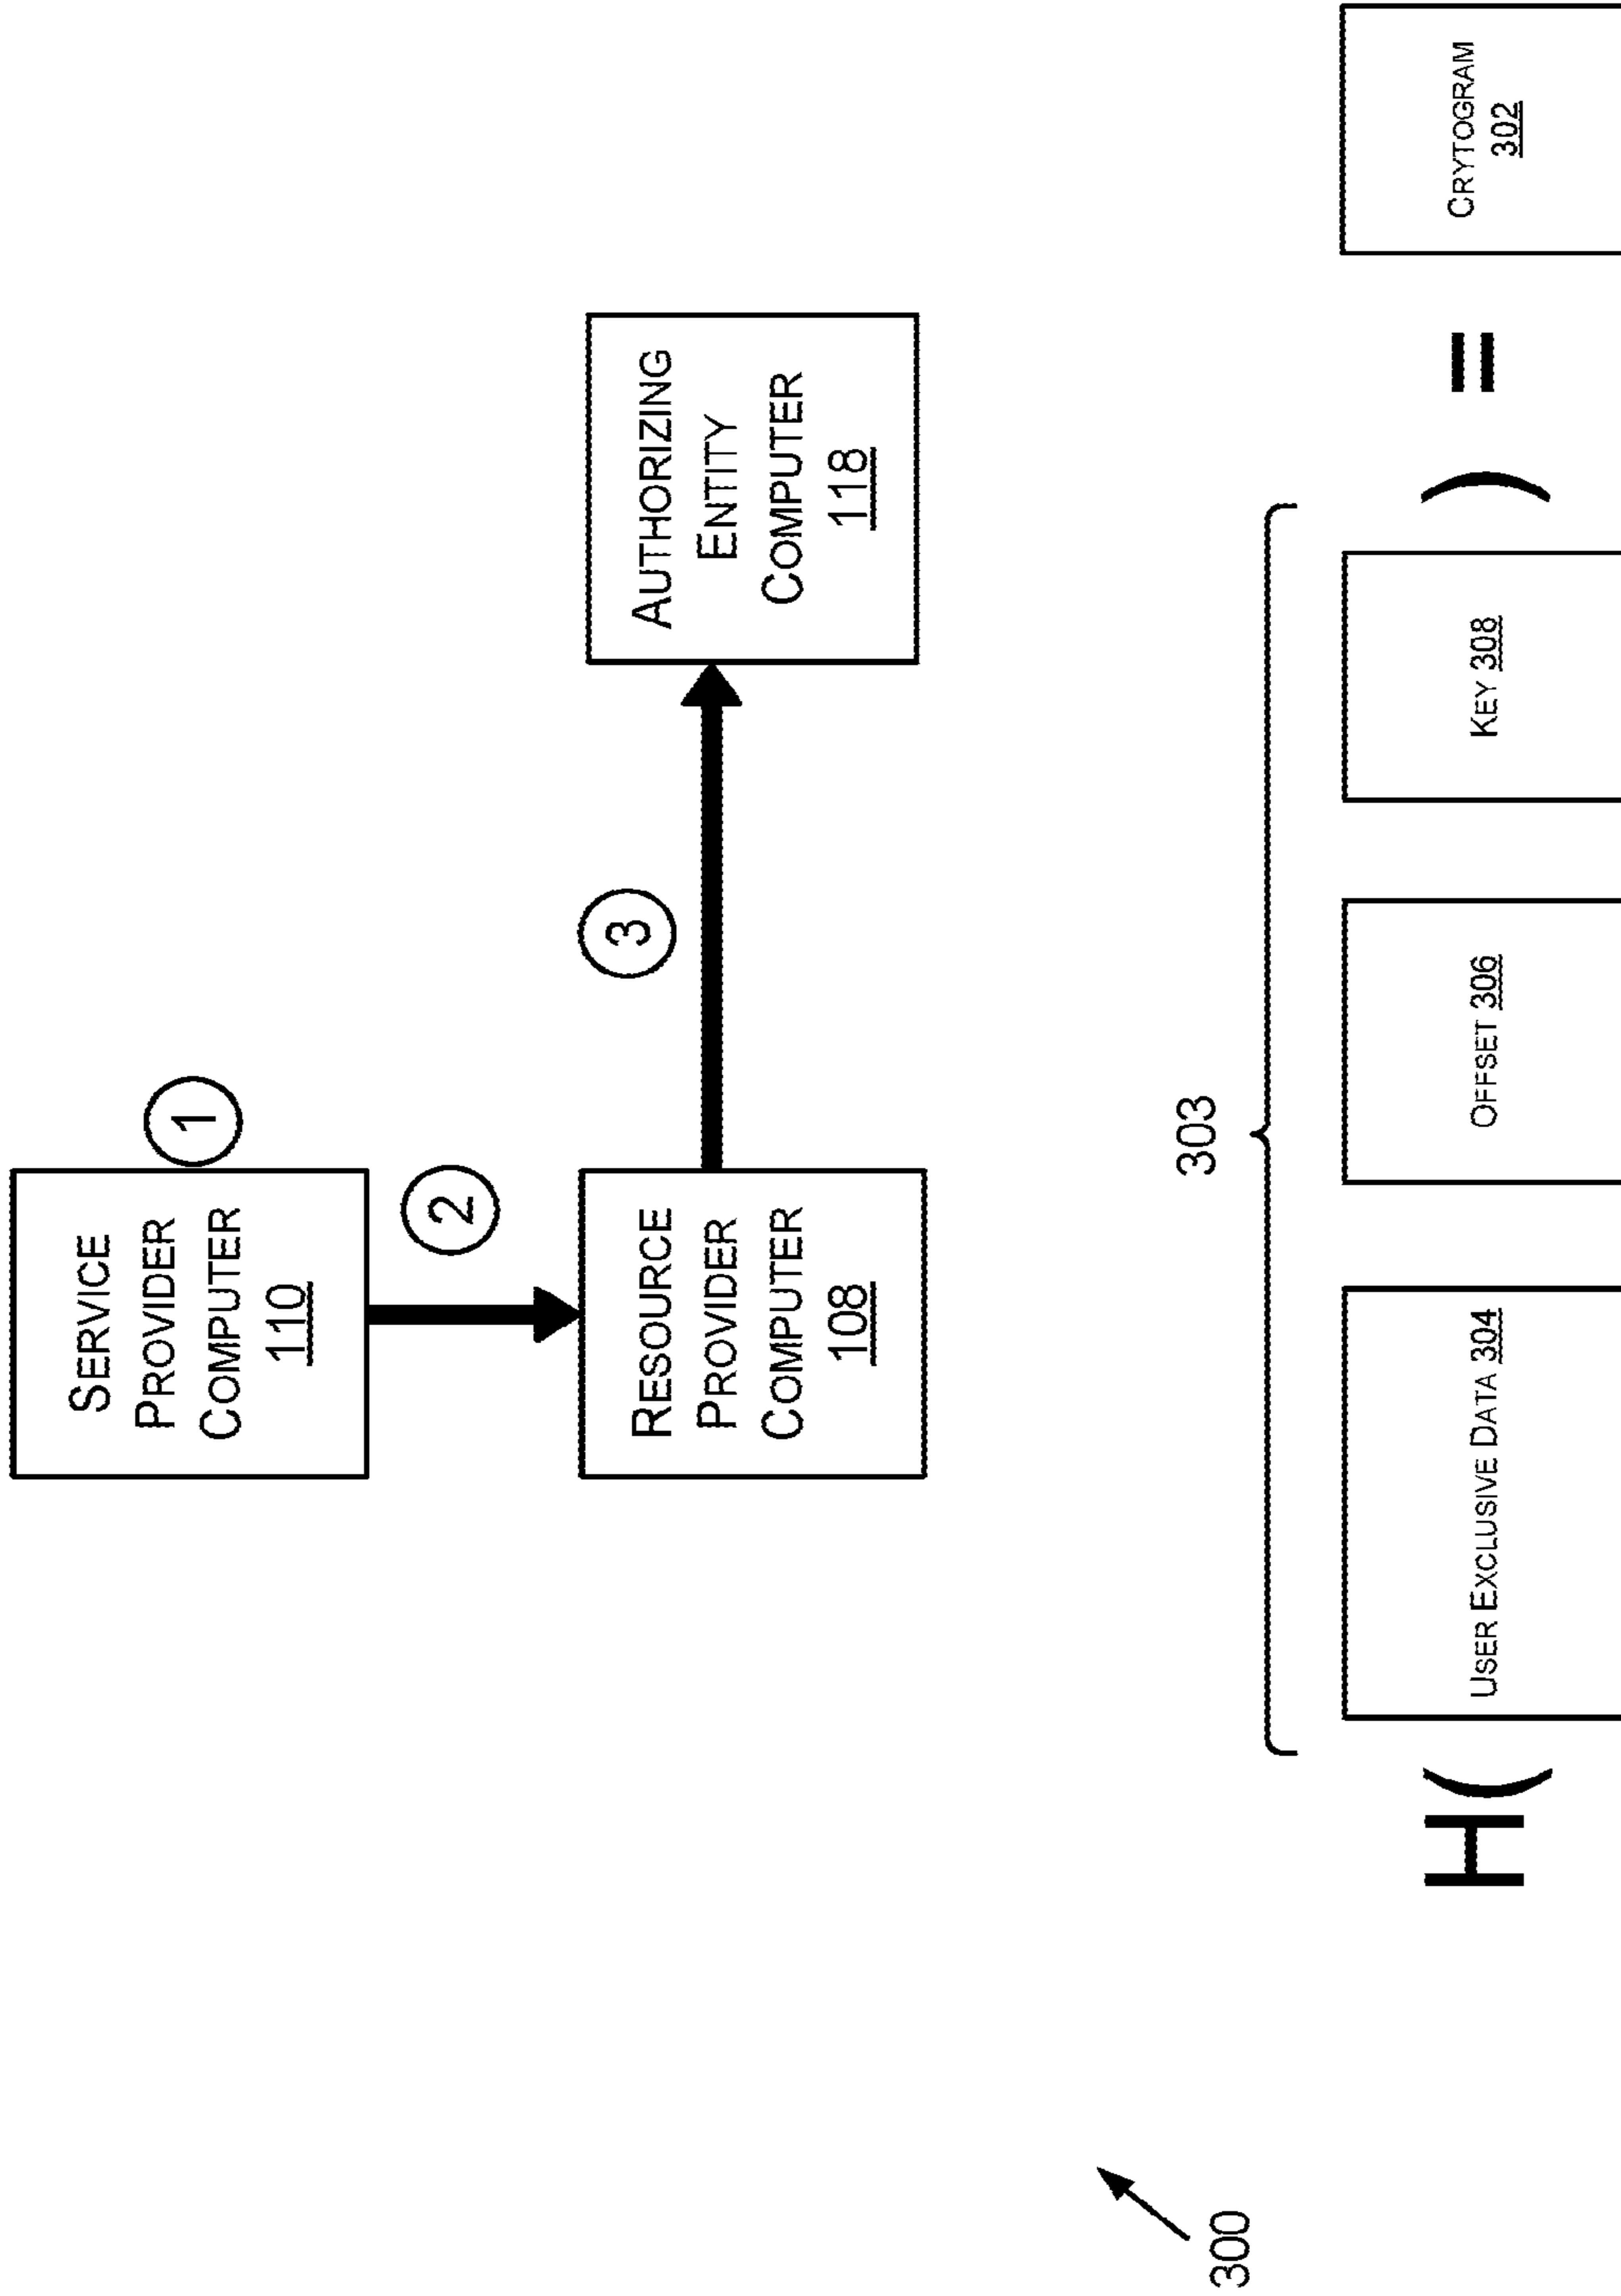 SERVICE
PROVIDER
COMPUTER
110
1
2
RESOURCE
PROVIDER
COMPUTER
108
3
AUTHORIZING
ENTITY
COMPUTER
118
300
303
H( USER EXCLUSIVE DATA 304 OFFSET 306 KEY 308 ) = CRYTOGRAM
302